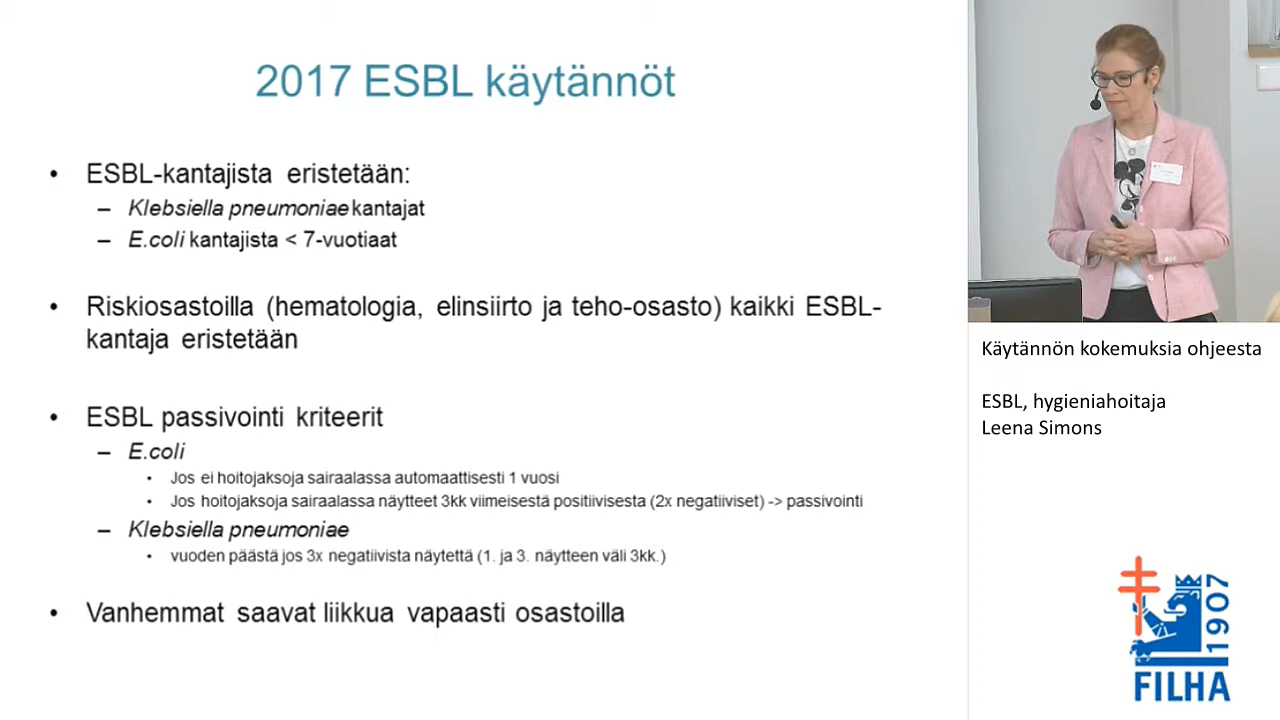 2017 ESBL käytännöt
• ESBL-kantajista eristetään:
– Klebsiella pneumoniae kantajat
– E.coli kantajista < 7-vuotiaat
• Riskiosastoilla (hematologia, elinsiirto ja teho-osasto) kaikki ESBL-
kantaja eristetään
• ESBL passivointi kriteerit
– E.coli
• Jos ei hoitojaksoja sairaalassa automaattisesti 1 vuosi
• Jos hoitojaksoja sairaalassa näytteet 3kk viimeisestä positiivisesta (2x negatiiviset) -> passivointi
– Klebsiella pneumoniae
• vuoden päästä jos 3x negatiivista näytettä (1. ja 3. näytteen väli 3kk.)
• Vanhemmat saavat liikkua vapaasti osastoilla
Käytännön kokemuksia ohjeesta
ESBL, hygieniahoitaja
Leena Simons
1907
FILHA